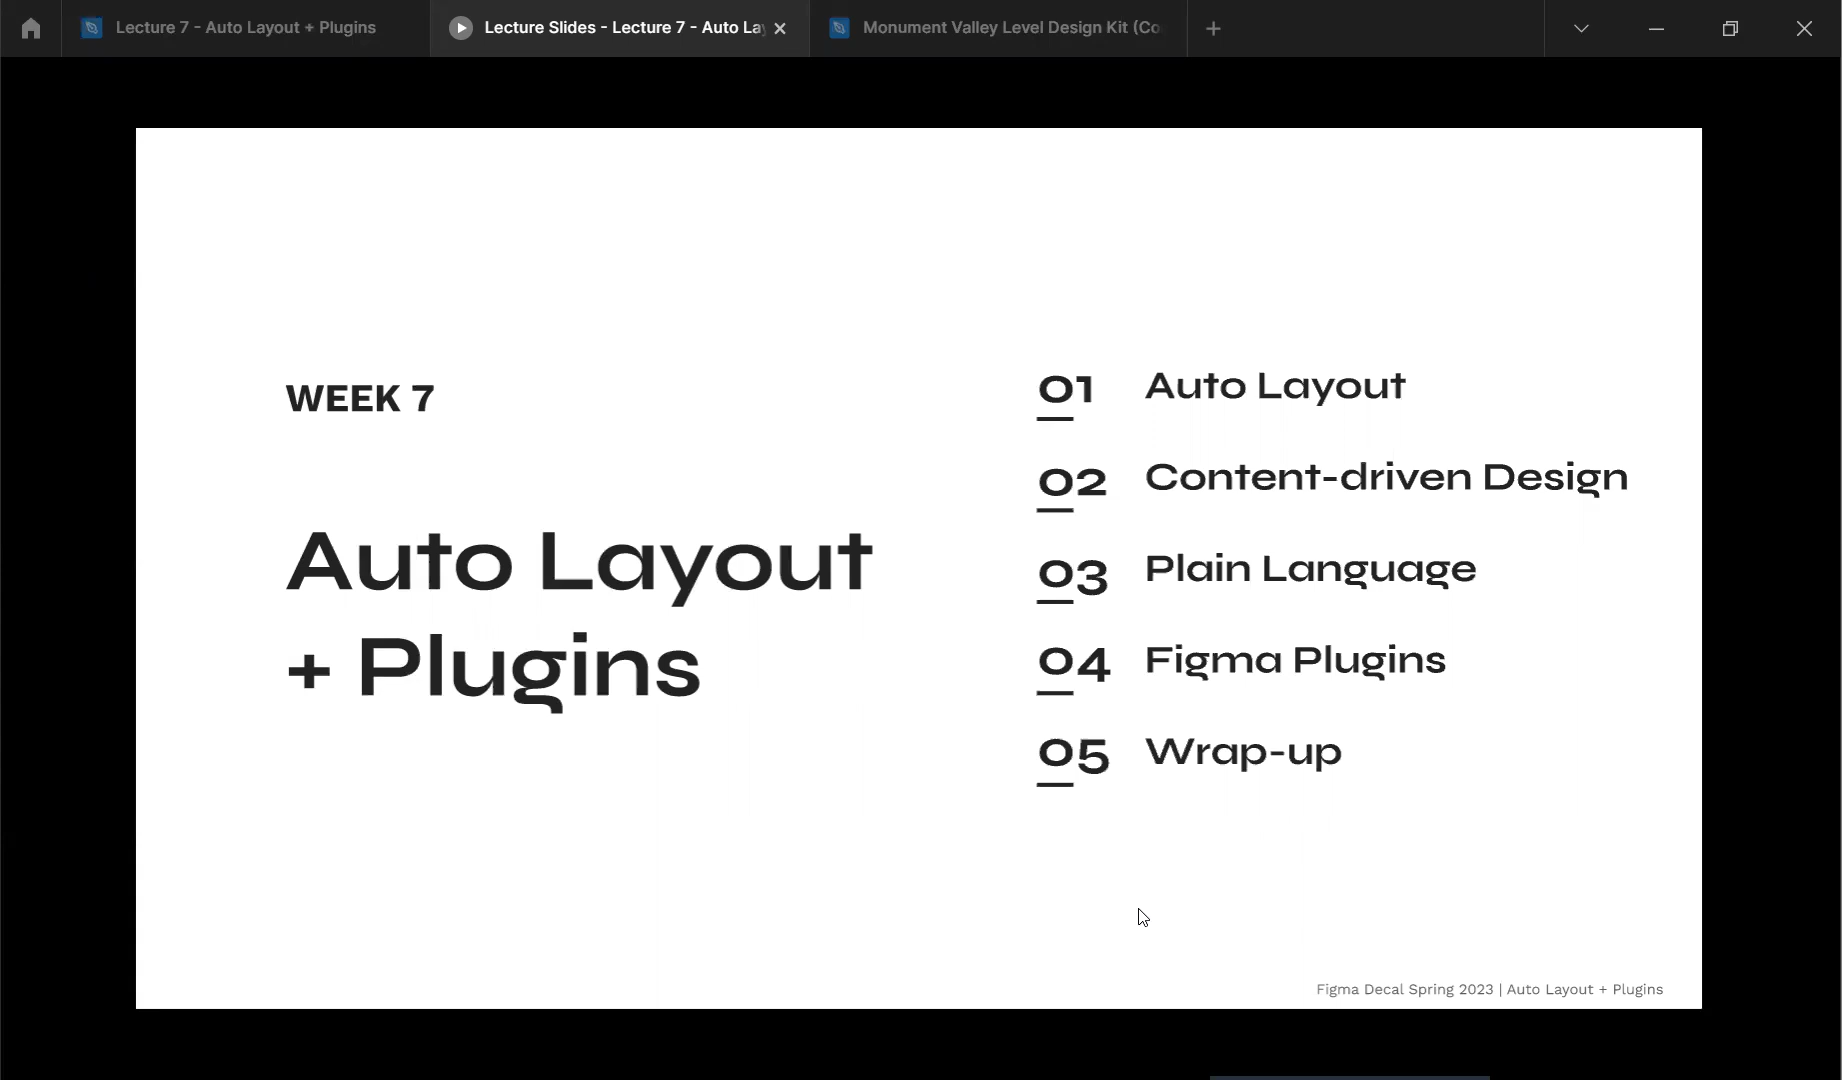 Lecture 7 - Auto Layout + Plugins
Lecture Slides - Lecture 7 - Auto La
Monument Valley Level Design Kit (Co
WEEK 7
Auto Layout
+ Plugins
01 Auto Layout
02 Content-driven Design
03 Plain Language
04 Figma Plugins
05 Wrap-up
Figma Decal Spring 2023 | Auto Layout + Plugins